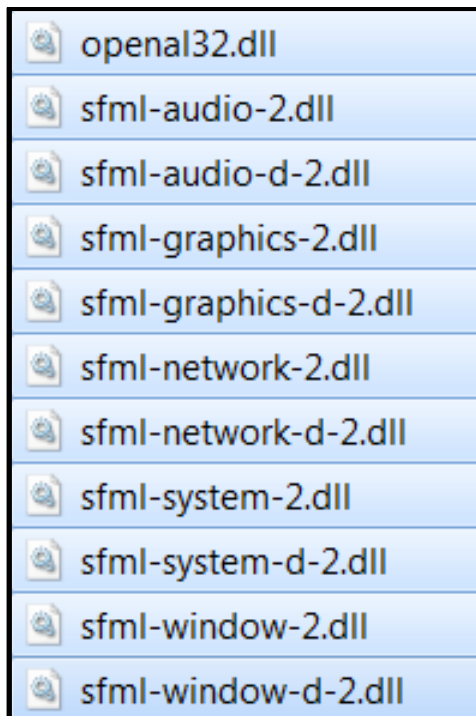 openal32.dll
sfml-audio-2.dll
sfml-audio-d-2.dll
sfml-graphics-2.dll
sfml-graphics-d-2.dll
sfml-network-2.dll
sfml-network-d-2.dll
sfml-system-2.dll
sfml-system-d-2.dll
sfml-window-2.dll
sfml-window-d-2.dll